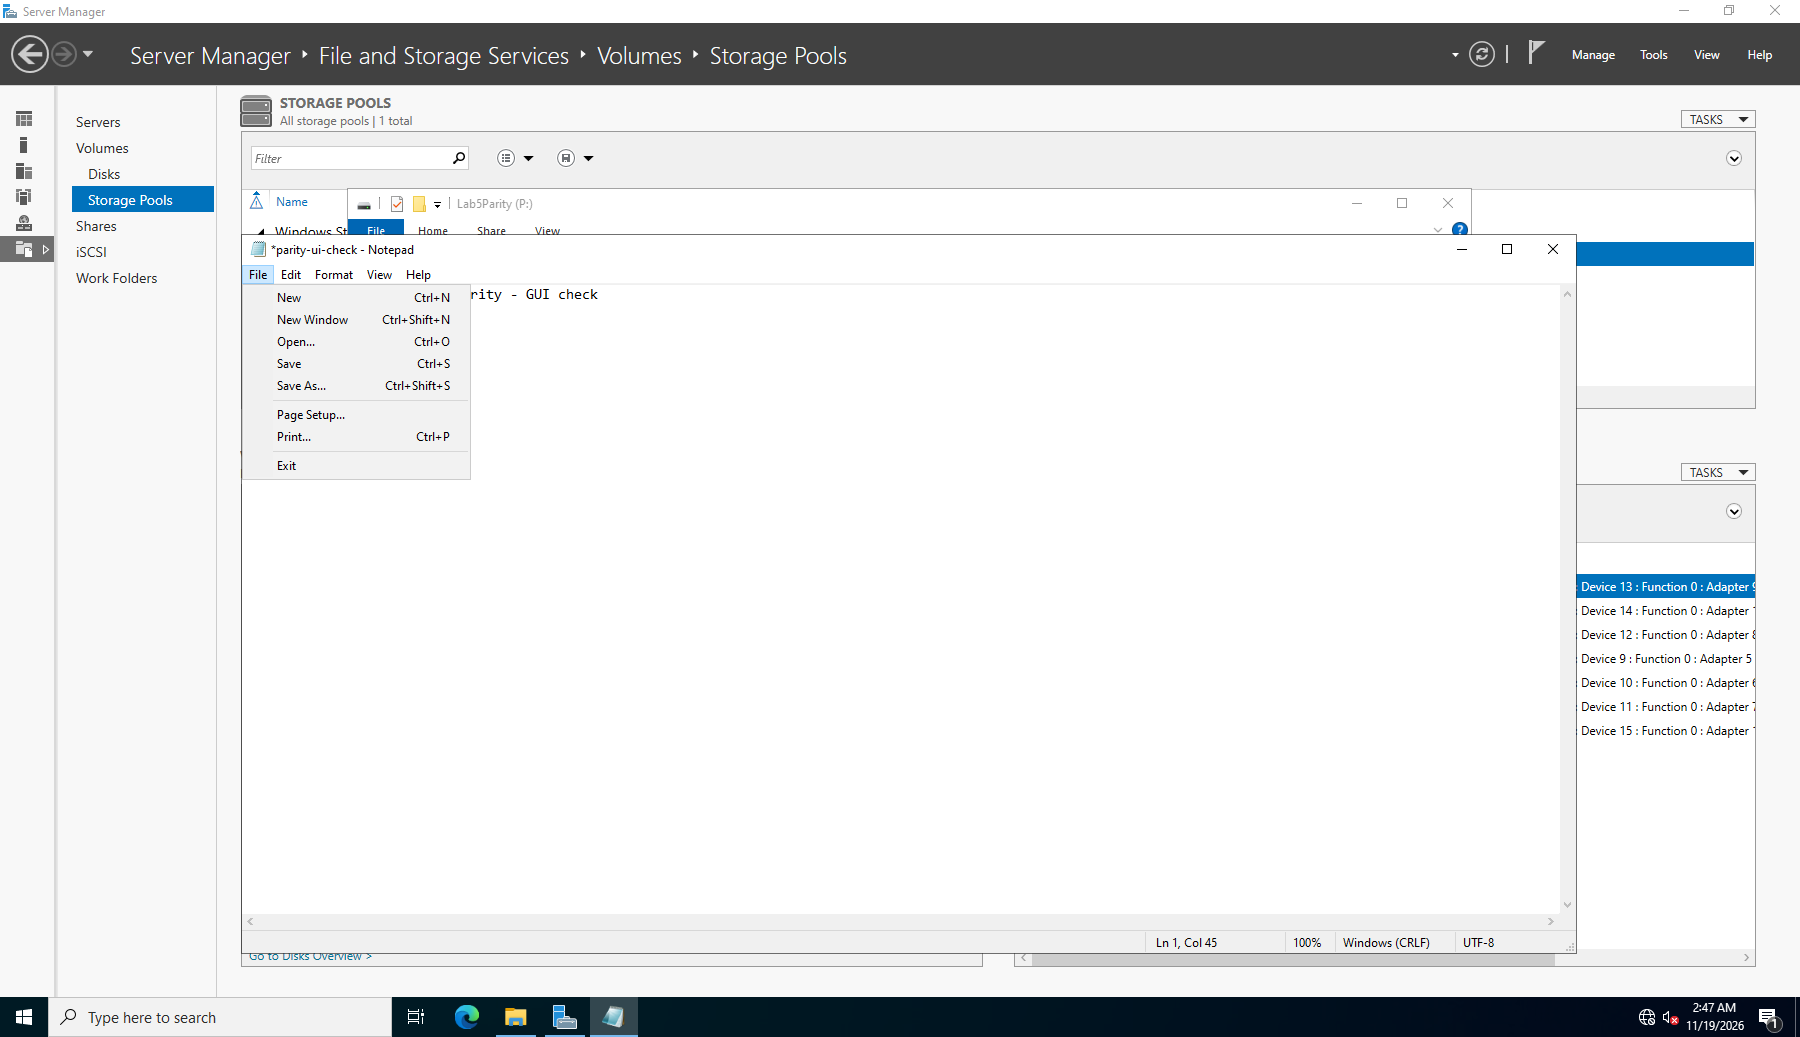 Server Manager
Server Manager ‣ File and Storage Services ‣ Volumes ‣ Storage Pools
Manage
Tools
View
Help
Servers
Volumes
Disks
Storage Pools
Shares
iSCSI
Work Folders
STORAGE POOLS
All storage pools | 1 total
TASKS
Filter
Name
Lab5Parity (P:)
File
Home
Share
View
*parity-ui-check - Notepad
File
Edit
Format
View
Help
New Ctrl+N
New Window Ctrl+Shift+N
Open... Ctrl+O
Save Ctrl+S
Save As... Ctrl+Shift+S
Page Setup...
Print... Ctrl+P
Exit
rity - GUI check
TASKS
: Device 13 : Function 0 : Adapter 9
: Device 14 : Function 0 : Adapter
: Device 12 : Function 0 : Adapter 8
: Device 9 : Function 0 : Adapter 5
: Device 10 : Function 0 : Adapter 6
: Device 11 : Function 0 : Adapter 7
: Device 15 : Function 0 : Adapter
Ln 1, Col 45
100%
Windows (CRLF)
UTF-8
Go to Disks Overview >
Type here to search
2:47 AM
11/19/2026
1